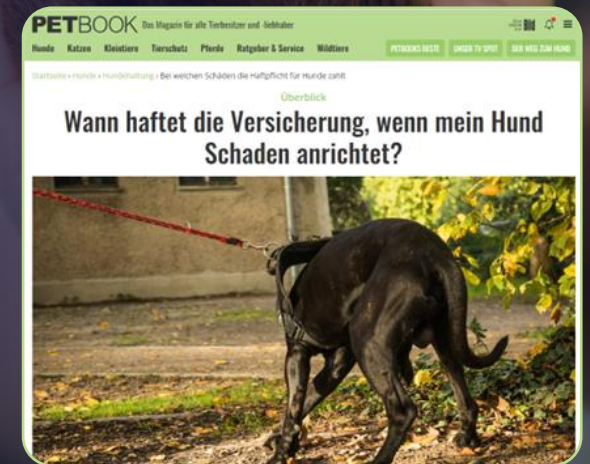 PETBOOK Das Magazin für alle Tierbesitzer und -liebhaber
Hunde Katzen Kleintiere Tierschutz Pferde Ratgeber & Service Wildtiere PETBOOKS BESTE UNSER TV SPOT DER WEG ZUM HUND
Startseite » Hunde » Hundehaltung » Bei welchen Schäden die Haftpflicht für Hunde zahlt
Überblick
Wann haftet die Versicherung, wenn mein Hund
Schaden anrichtet?